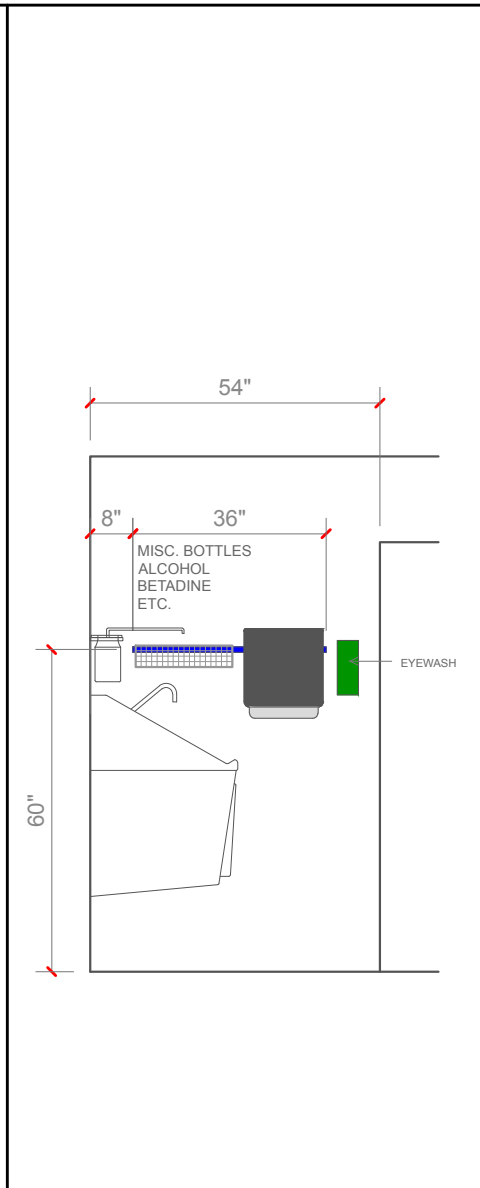 54"
8"
36"
MISC. BOTTLES
ALCOHOL
BETADINE
ETC.
EYEWASH
60"